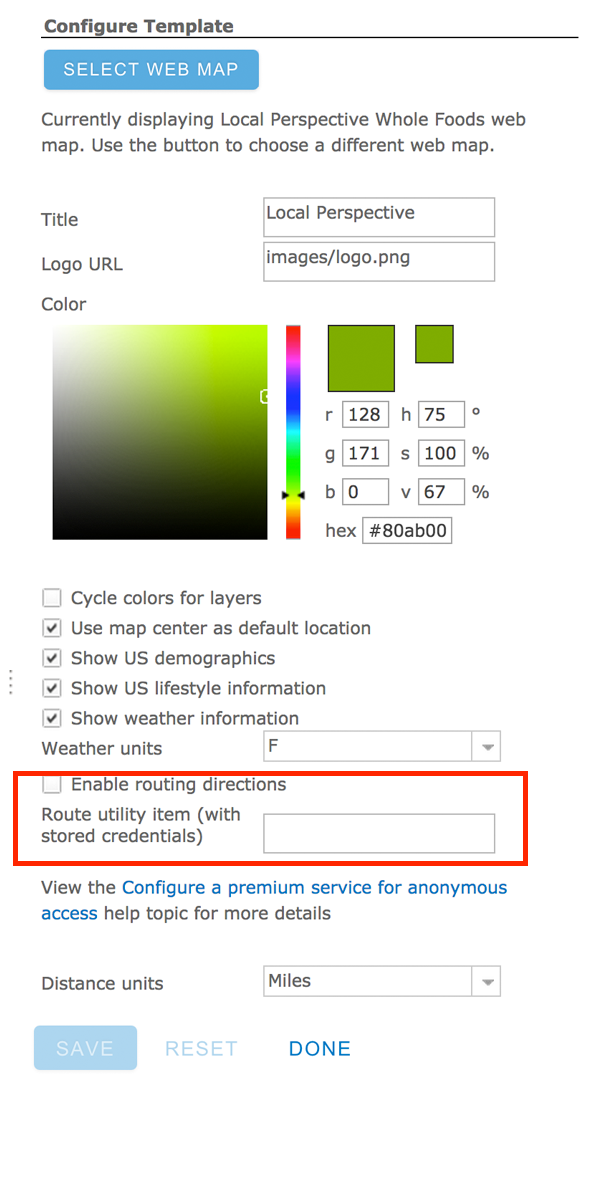 Configure Template
SELECT WEB MAP
Currently displaying Local Perspective Whole Foods web
map. Use the button to choose a different web map.
Title Local Perspective
Logo URL images/logo.png
Color
r 128 h 75 °
g 171 s 100 %
b 0 v 67 %
hex #80ab00
Cycle colors for layers
Use map center as default location
Show US demographics
Show US lifestyle information
Show weather information
Weather units F
Enable routing directions
Route utility item (with
stored credentials)
View the Configure a premium service for anonymous
access help topic for more details
Distance units Miles
SAVE RESET DONE